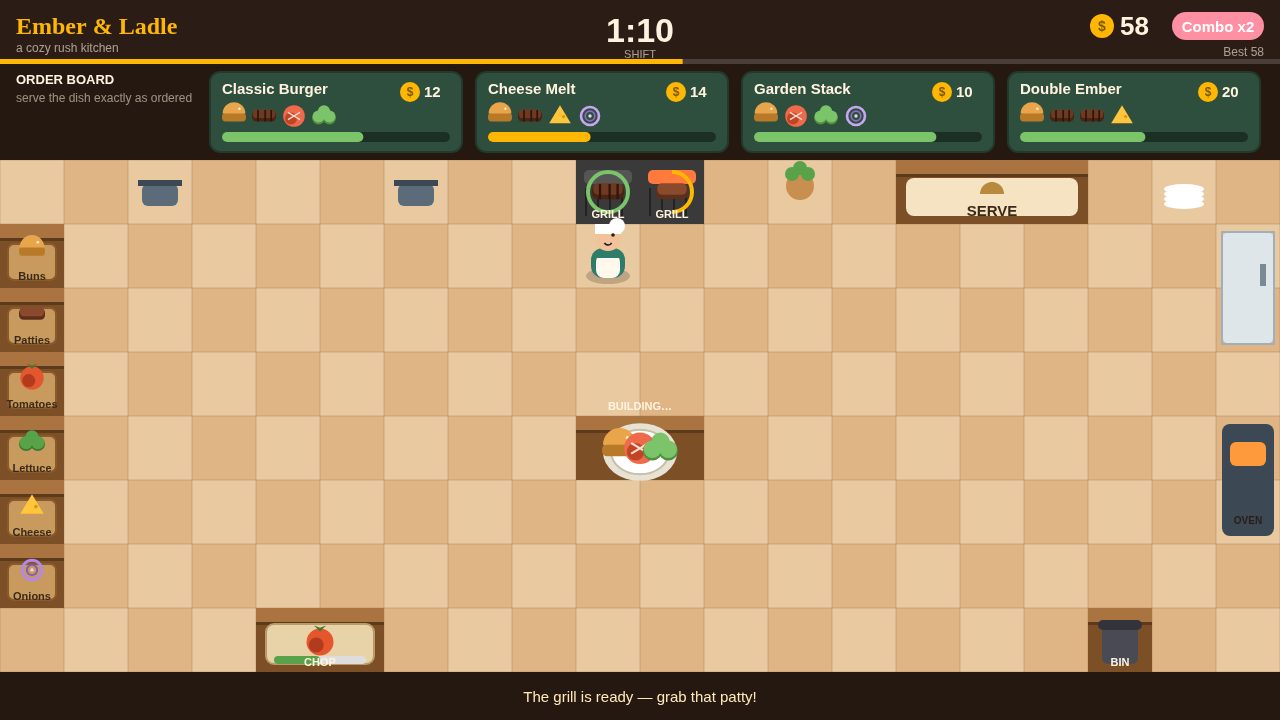 Ember & Ladle
a cozy rush kitchen
1:10
SHIFT
$ 58
Combo x2
Best 58
ORDER BOARD
serve the dish exact as ordered
Classic Burger
$ 12
Cheese Melt
$ 14
Garden Stack
$ 10
Double Ember
$ 20
GRILL
GRILL
SERVE
Buns
Patties
Tomatoes
Lettuce
Cheese
Onions
BUILDING…
OVEN
CHOP
BIN
The grill is ready — grab that patty!